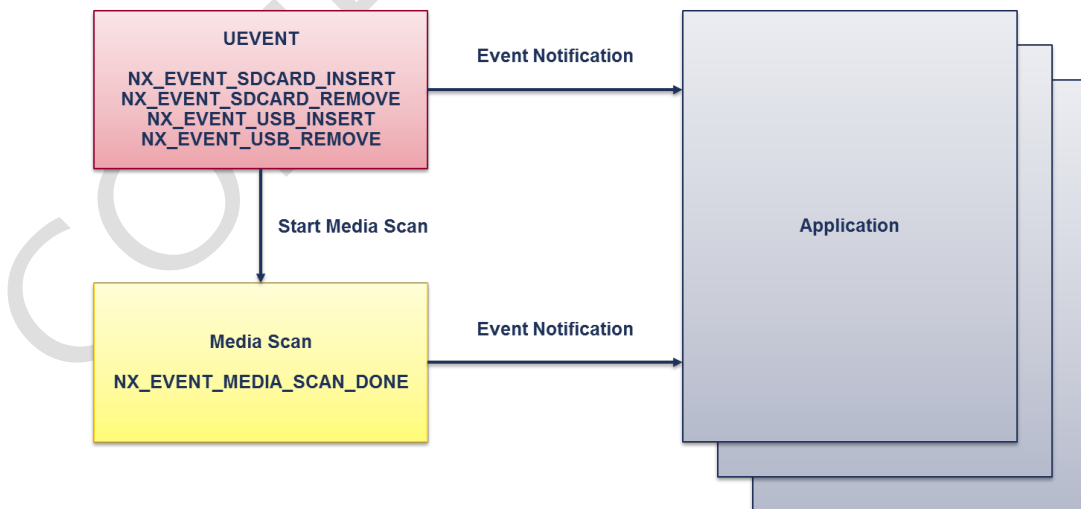 UEVENT
NX_EVENT_SDCARD_INSERT
NX_EVENT_SDCARD_REMOVE
NX_EVENT_USB_INSERT
NX_EVENT_USB_REMOVE
Event Notification
Start Media Scan
Application
Media Scan
NX_EVENT_MEDIA_SCAN_DONE
Event Notification